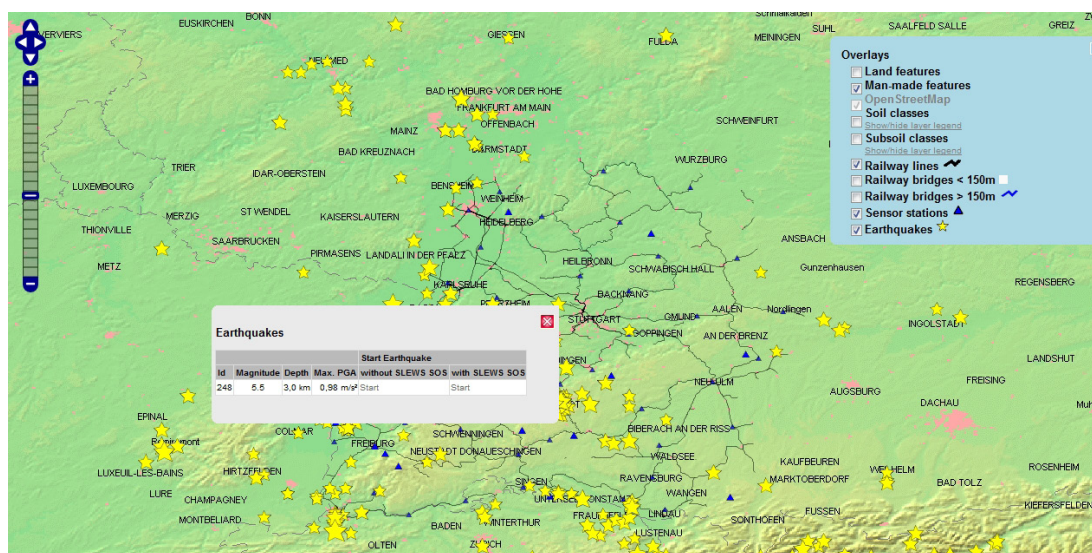 BONN
EUSKIRCHEN
VERVIERS
GIESSEN
FULDA
MEININGEN
SUHL
SAALFELD SALLE
GREIZ
BAD HOMBURG VOR DER HOHE
FRANKFURT AM MAIN
OFFENBACH
MAINZ
SCHWEINFURT
BAD KREUZNACH
DARMSTADT
WURZBURG
TRIER
IDAR-OBERSTEIN
LUXEMBOURG
BENSHEIM
WEINHEIM
MERZIG
ST WENDEL
KAISERSLAUTERN
HEIDELBERG
THIONVILLE
SAARBRUCKEN
PIRMASENS
LANDAU IN DER PFALZ
ANSBACH
METZ
HEILBRONN
SCHWABISCH HALL
Gunzenhausen
KARLSRUHE
REGENSBERG
BACKNANG
PFORZHEIM
AALEN
Nordlingen
STUTTGART
GMUND
INGOLSTADT
GOPPINGEN
AN DER BRENZ
LANDSHUT
NEU-ULM
FREISING
AUGSBURG
DACHAU
EPINAL
COLMAR
Remiremont
FREIBURG
SCHWENNINGEN
BIBERACH AN DER RISS
NEUSTADT DONAUESCHINGEN
WALDSEE
KAUFBEUREN
LUXEUIL-LES-BAINS
HIRTZFELDEN
MARKTOBERDORF
WEILHEIM
ROSENHEIM
SINGEN
RAVENSBURG
BAD TOLZ
LURE
CHAMPAGNEY
WANGEN
KIEFERSFELDEN
MONTBELIARD
BADEN
WINTERTHUR
LINDAU
SONTHOFEN
FUSSEN
LUSTENAU
OLTEN
ZURICH
Overlays
Land features
Man-made features
OpenStreetMap
Soil classes
Show/hide layer legend
Subsoil classes
Show/hide layer legend
Railway lines
Railway bridges < 150m
Railway bridges > 150m
Sensor stations
Earthquakes
Earthquakes
Start Earthquake
Id Magnitude Depth Max. PGA without SLEWS SOS with SLEWS SOS
248 5.5 3,0 km 0,98 m/s² Start Start